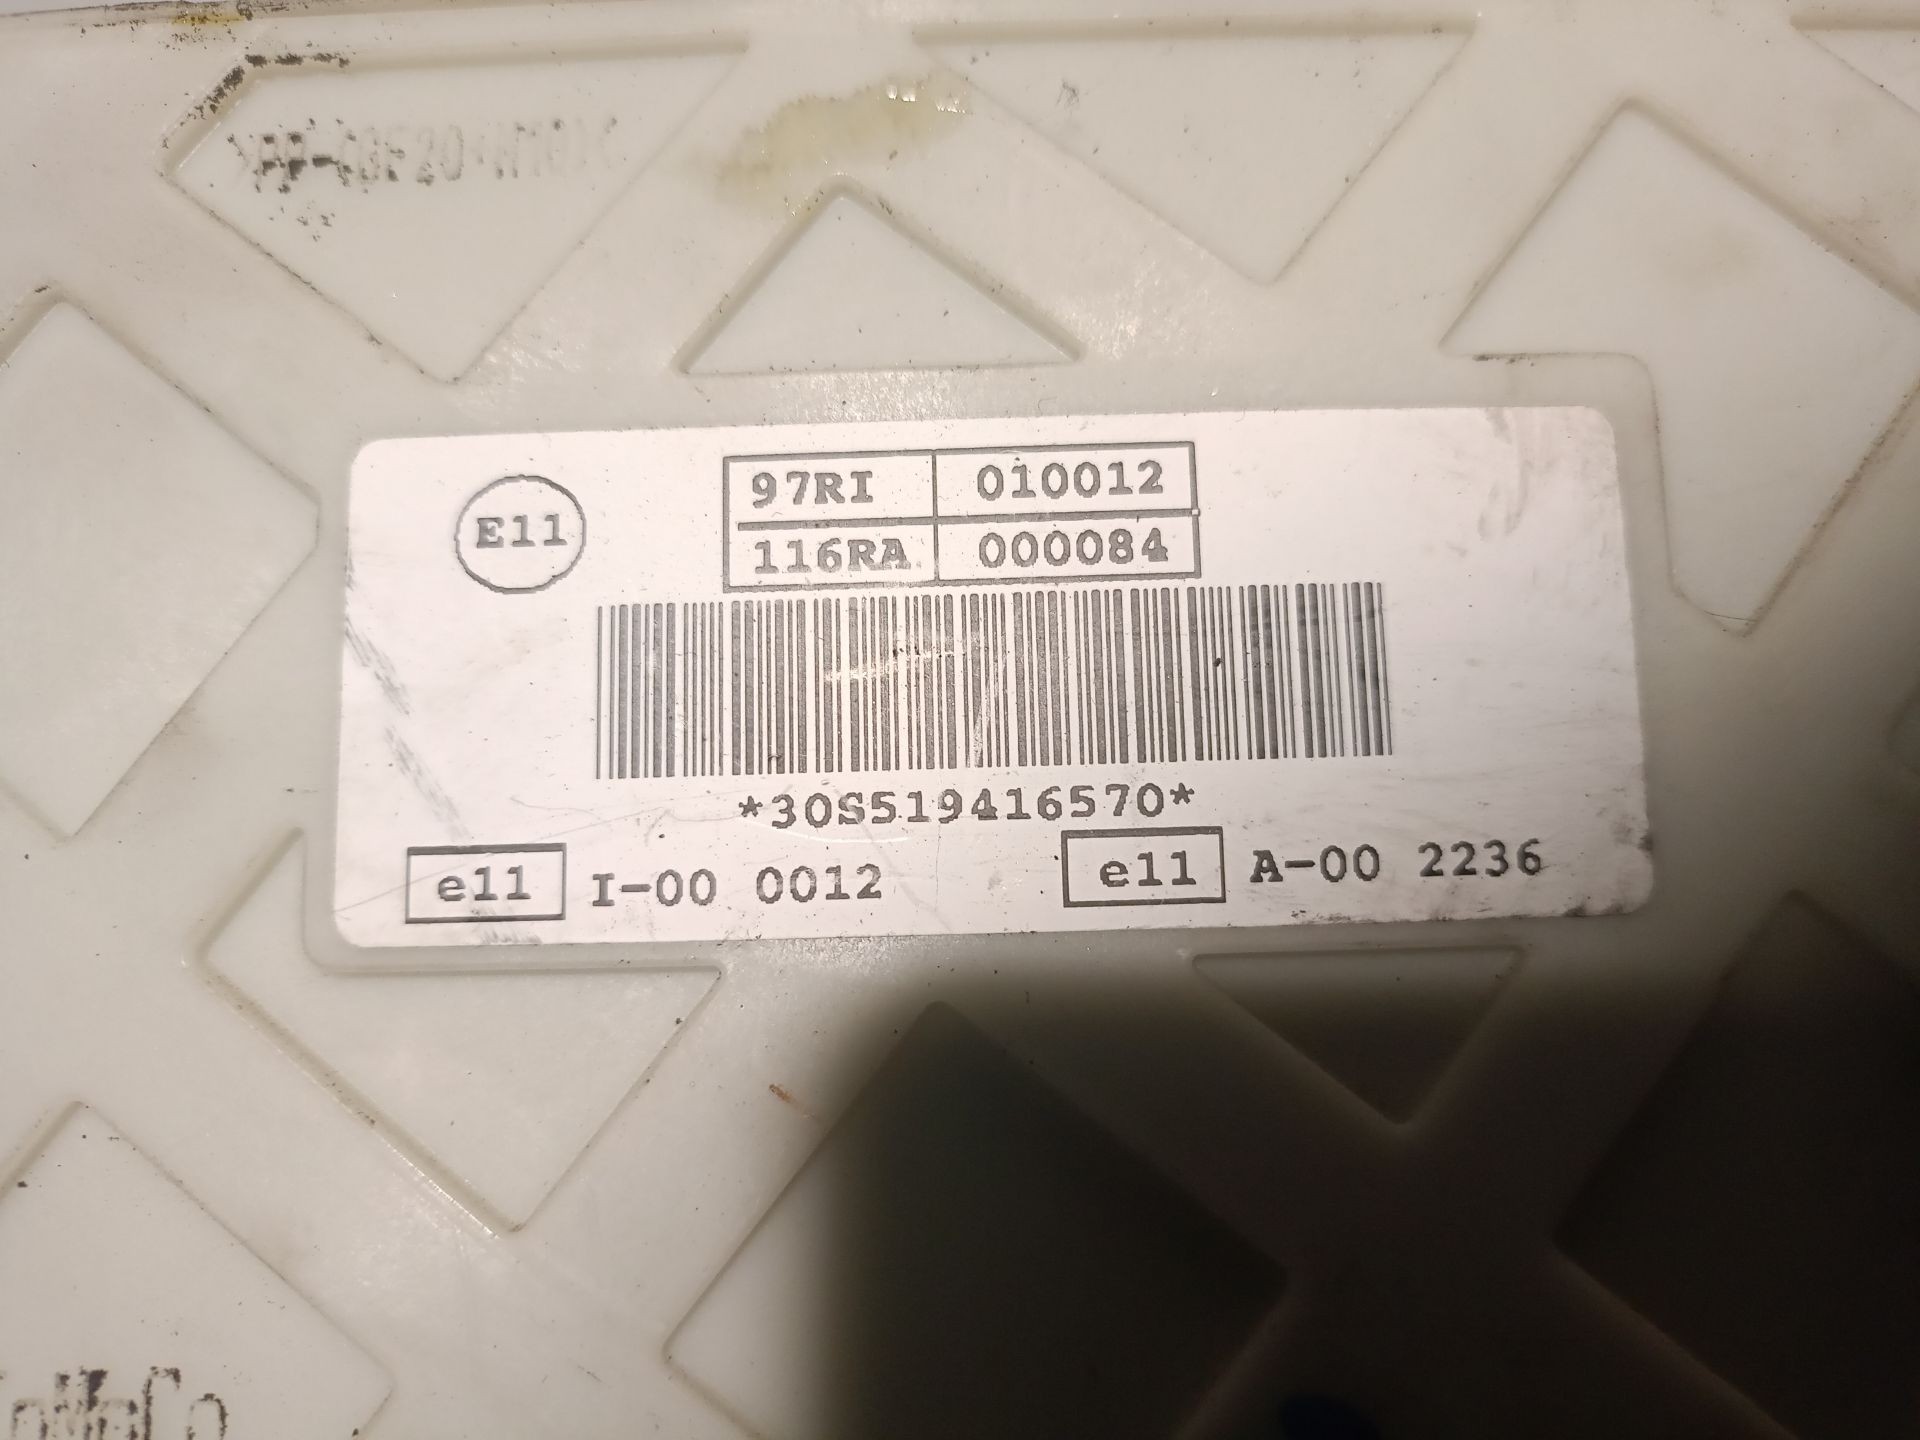 E11
97RI 010012
116RA 000084
*30S519416570*
e11 I-00 0012 e11 A-00 2236